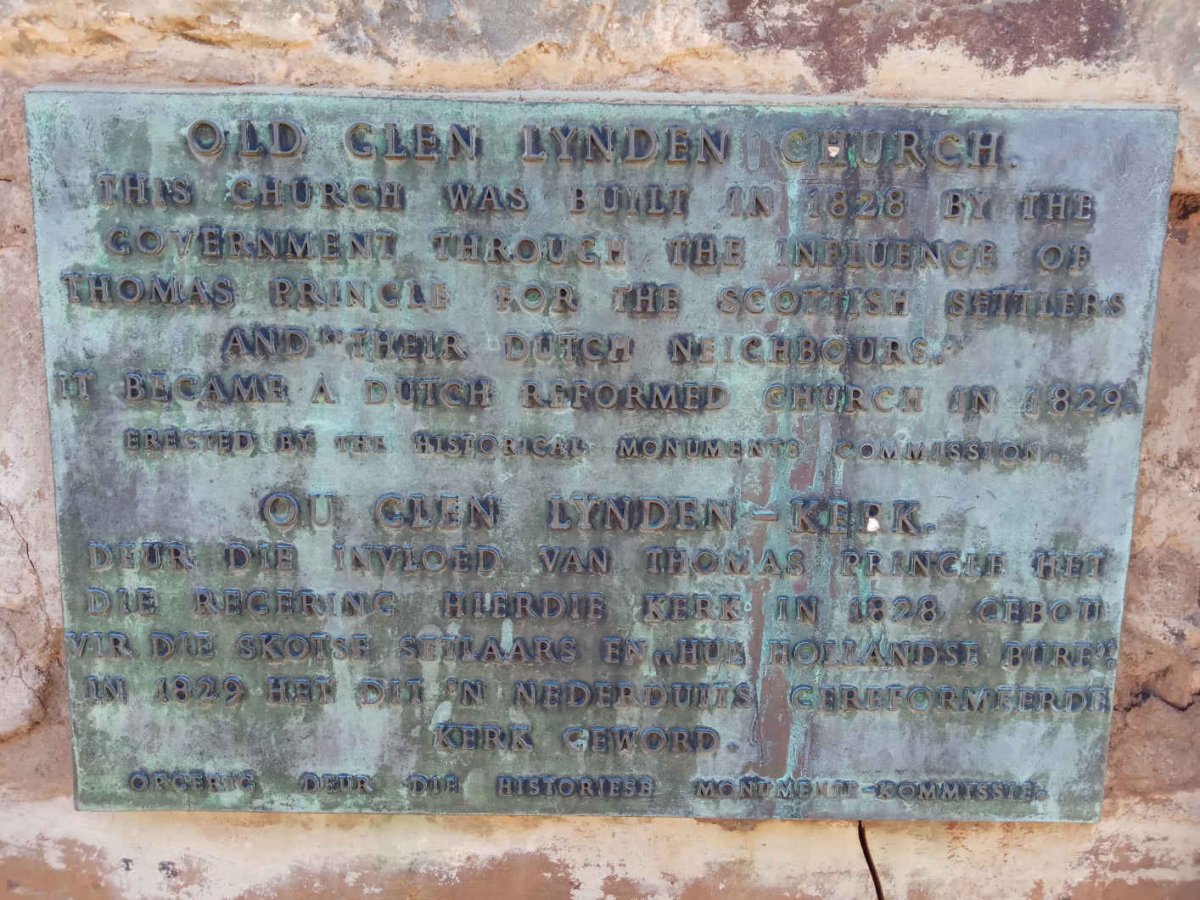 OLD GLEN LYNDEN CHURCH.
THIS CHURCH WAS BUILT IN 1828 BY THE
GOVERNMENT THROUGH THE INFLUENCE OF
THOMAS PRINGLE FOR THE SCOTTISH SETTLERS
AND "THEIR DUTCH NEIGHBOURS."
IT BECAME A DUTCH REFORMED CHURCH IN 1829.
ERECTED BY THE HISTORICAL MONUMENTS COMMISSION.
OU GLEN LYNDEN-KERK.
DEUR DIE INVLOED VAN THOMAS PRINGLE HET
DIE REGERING HIERDIE KERK IN 1828 GEBOU
VIR DIE SKOTSE SETLAARS EN „HUL HOLLANDSE BURE".
IN 1829 HET DIT 'N NEDERDUITS GEREFORMEERDE
KERK GEWORD.
OPGERIG DEUR DIE HISTORIESE MONUMENTE-KOMMISSIE.